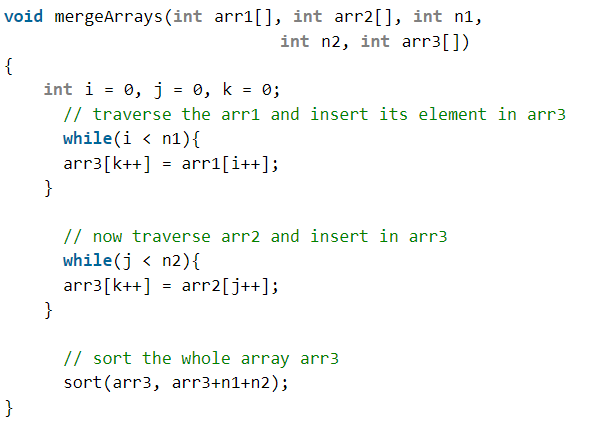 void mergeArrays(int arr1[], int arr2[], int n1,
                            int n2, int arr3[])
{
    int i = 0, j = 0, k = 0;
      // traverse the arr1 and insert its element in arr3
      while(i < n1){
      arr3[k++] = arr1[i++];
    }

      // now traverse arr2 and insert in arr3
      while(j < n2){
      arr3[k++] = arr2[j++];
    }

      // sort the whole array arr3
      sort(arr3, arr3+n1+n2);
}